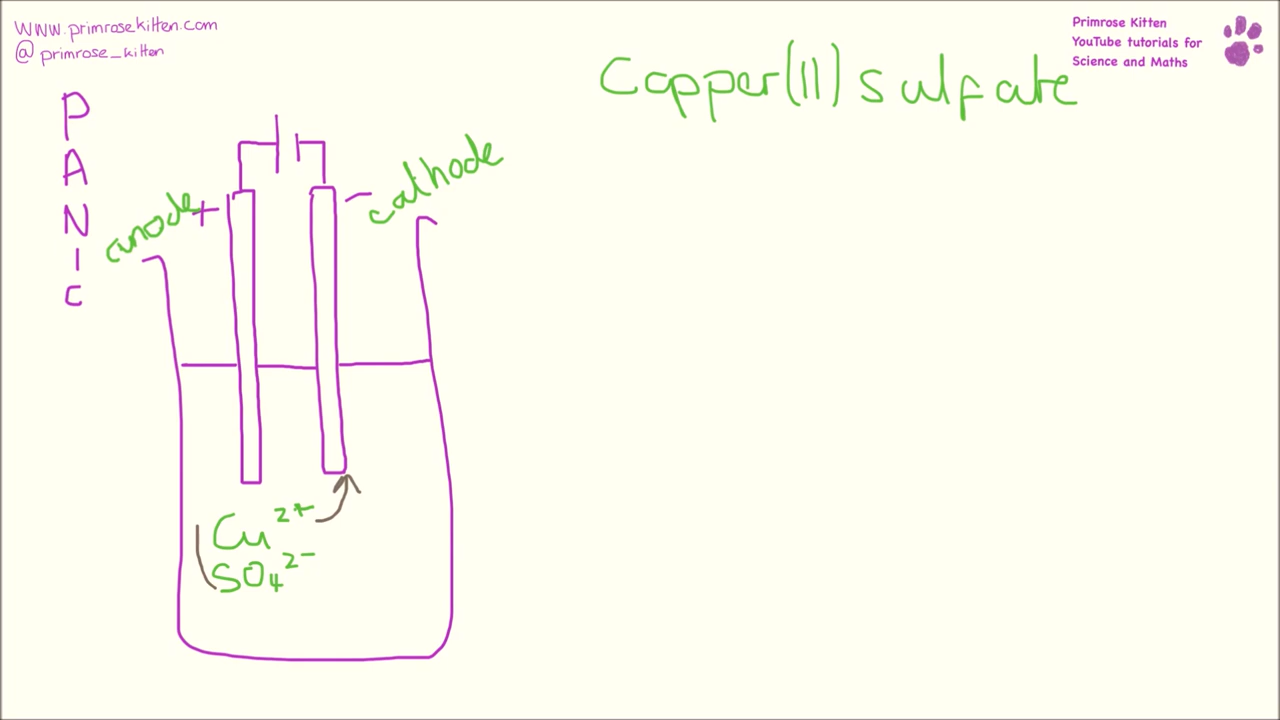 www.primrosekitten.com
@primrose_kitten
Primrose Kitten
YouTube tutorials for
Science and Maths
Copper(II) sulfate
P
A
N
I
C
anode +
- cathode
Cu²⁺
SO₄²⁻